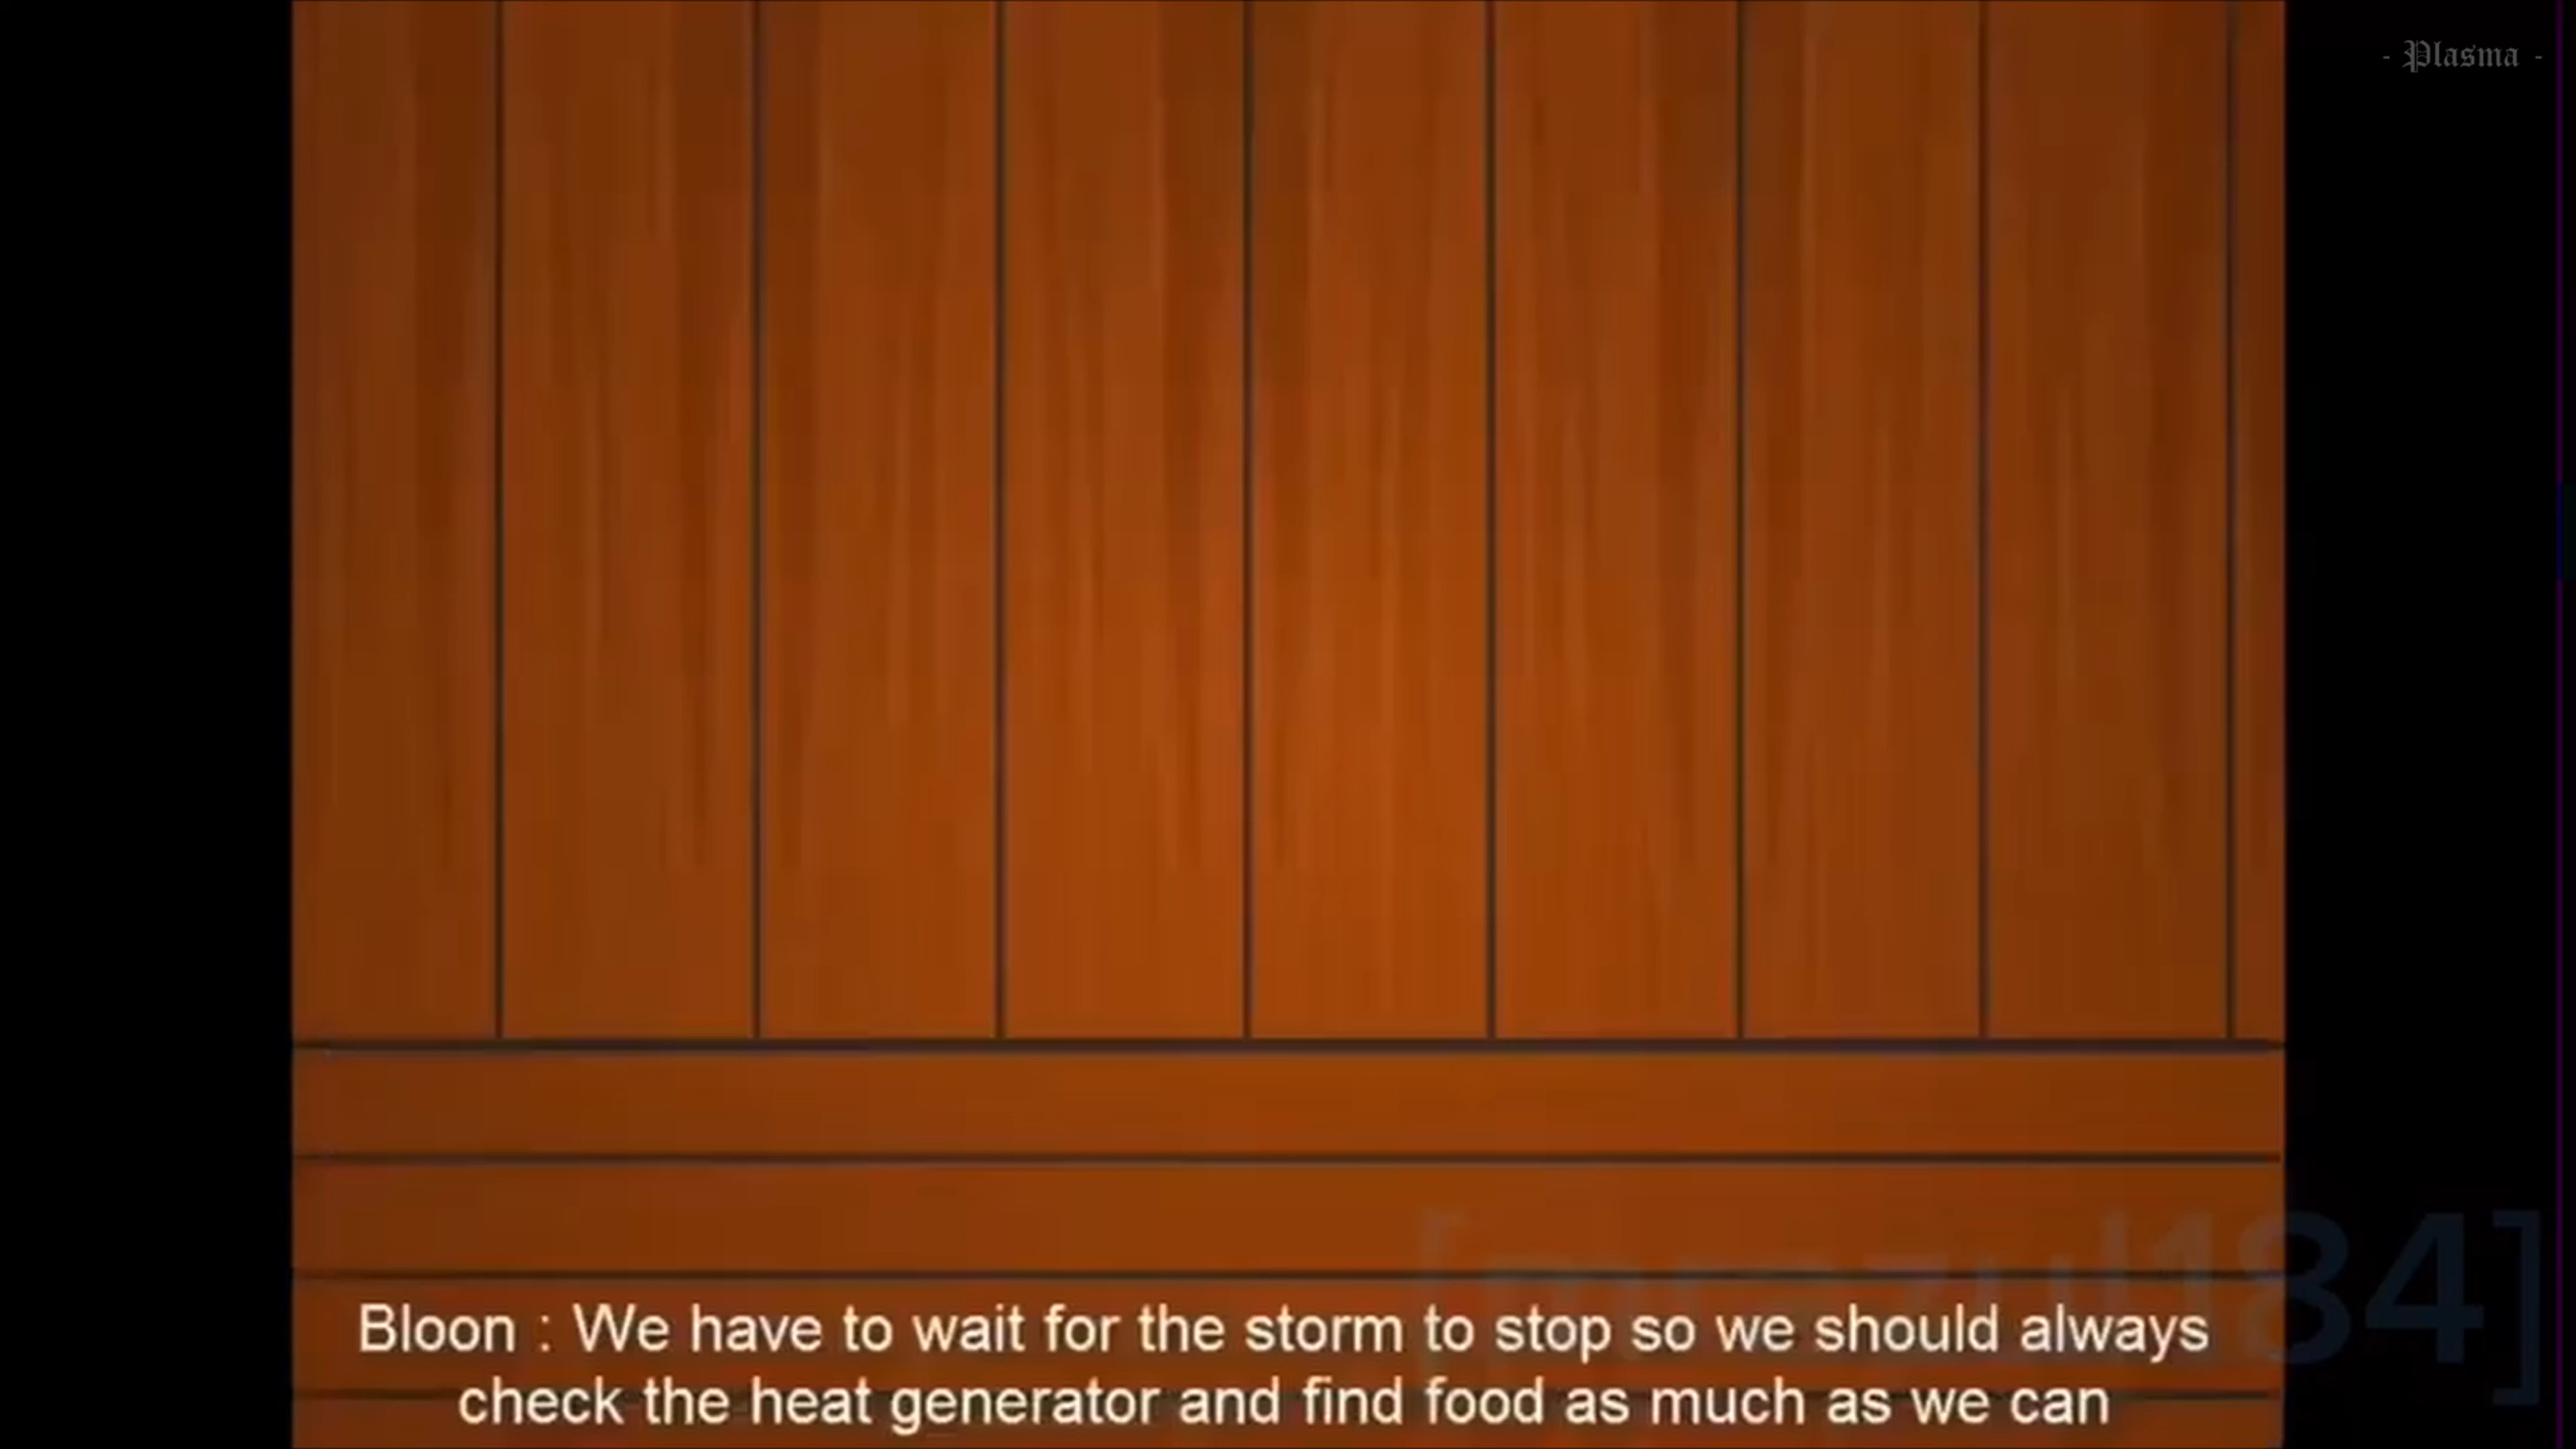 - Plasma -
Bloon : We have to wait for the storm to stop so we should always
check the heat generator and find food as much as we can